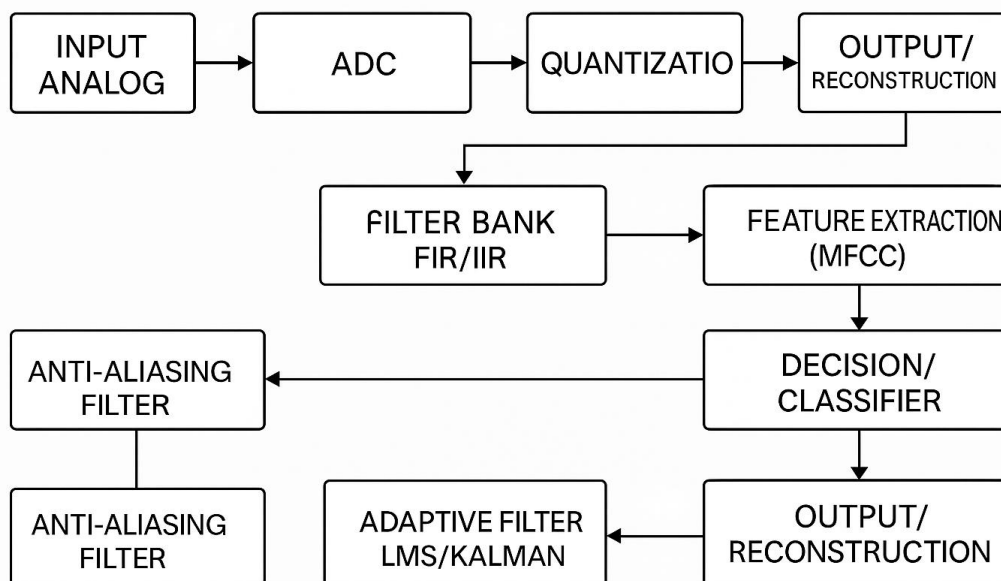 INPUT
ANALOG
ADC
QUANTIZATIO
OUTPUT/
RECONSTRUCTION
FILTER BANK
FIR/IIR
FEATURE EXTRACTION
(MFCC)
ANTI-ALIASING
FILTER
DECISION/
CLASSIFIER
ANTI-ALIASING
FILTER
ADAPTIVE FILTER
LMS/KALMAN
OUTPUT/
RECONSTRUCTION